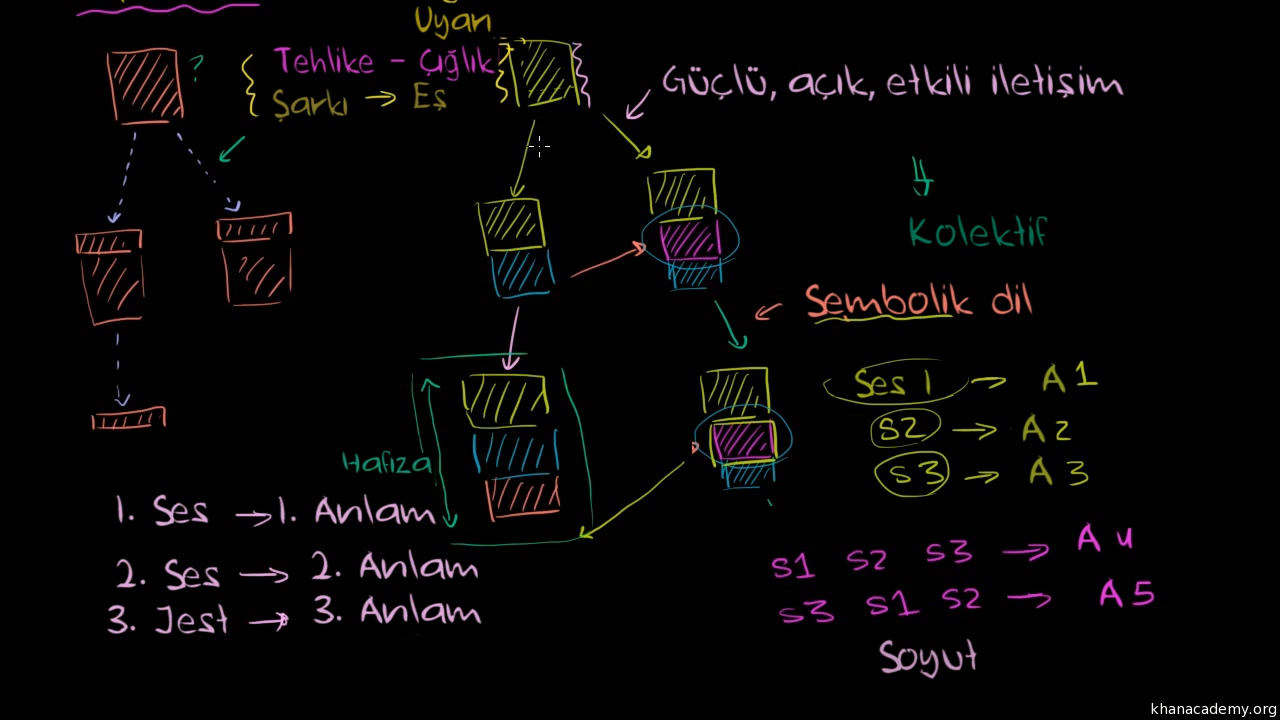 Uyarı
?
Tehlike - Çığlık
Şarkı → Eş
Güçlü, açık, etkili iletişim
Kolektif
Sembolik dil
Ses 1 → A 1
S2 → A 2
S3 → A 3
Hafıza
1. Ses → 1. Anlam
2. Ses → 2. Anlam
3. Jest → 3. Anlam
S1 S2 S3 → A 4
S3 S1 S2 → A 5
Soyut
khanacademy.org